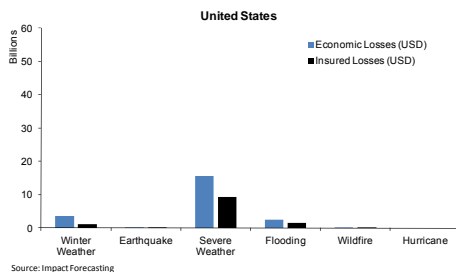 United States
Billions
60
50
40
30
20
10
0
Economic Losses (USD)
Insured Losses (USD)
Winter
Weather
Earthquake
Severe
Weather
Flooding
Wildfire
Hurricane
Source: Impact Forecasting